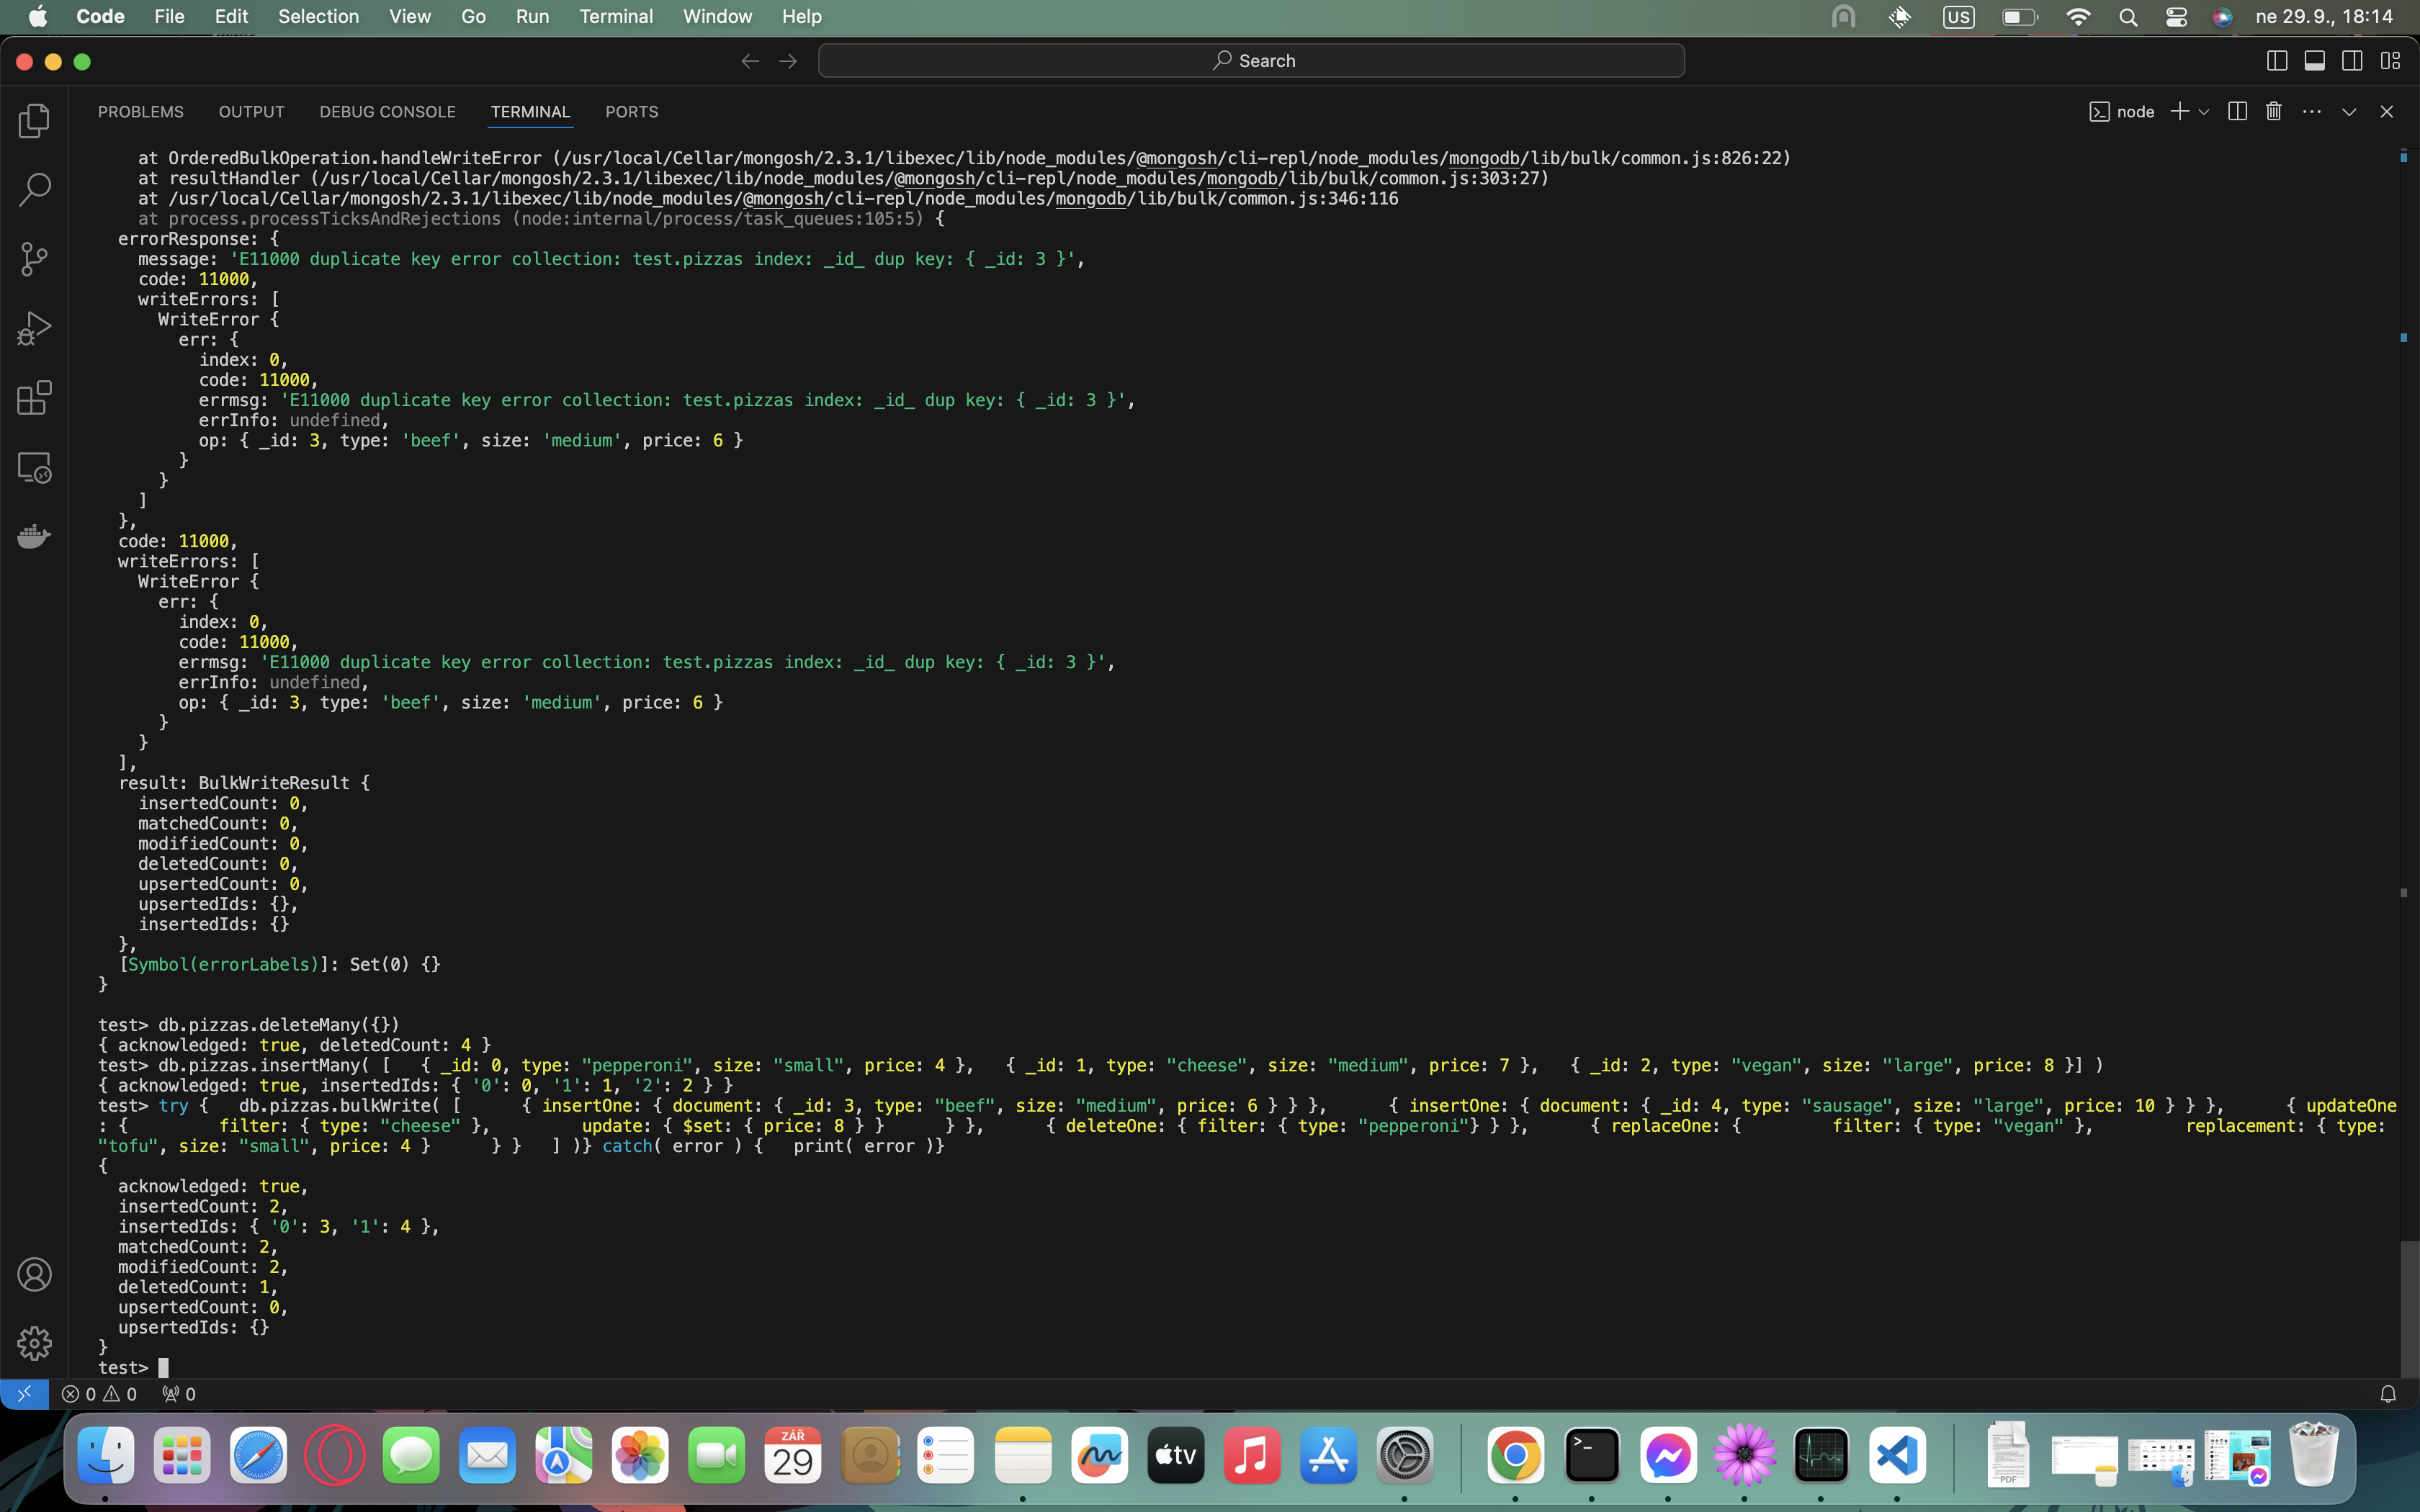 Code File Edit Selection View Go Run Terminal Window Help US ne 29. 9., 18:14
Search
PROBLEMS OUTPUT DEBUG CONSOLE TERMINAL PORTS node
at OrderedBulkOperation.handleWriteError (/usr/local/Cellar/mongosh/2.3.1/libexec/lib/node_modules/@mongosh/cli-repl/node_modules/mongodb/lib/bulk/common.js:826:22)
at resultHandler (/usr/local/Cellar/mongosh/2.3.1/libexec/lib/node_modules/@mongosh/cli-repl/node_modules/mongodb/lib/bulk/common.js:303:27)
at /usr/local/Cellar/mongosh/2.3.1/libexec/lib/node_modules/@mongosh/cli-repl/node_modules/mongodb/lib/bulk/common.js:346:116
at process.processTicksAndRejections (node:internal/process/task_queues:105:5) {
errorResponse: {
message: 'E11000 duplicate key error collection: test.pizzas index: _id_ dup key: { _id: 3 }',
code: 11000,
writeErrors: [
WriteError {
err: {
index: 0,
code: 11000,
errmsg: 'E11000 duplicate key error collection: test.pizzas index: _id_ dup key: { _id: 3 }',
errInfo: undefined,
op: { _id: 3, type: 'beef', size: 'medium', price: 6 }
}
}
]
},
code: 11000,
writeErrors: [
WriteError {
err: {
index: 0,
code: 11000,
errmsg: 'E11000 duplicate key error collection: test.pizzas index: _id_ dup key: { _id: 3 }',
errInfo: undefined,
op: { _id: 3, type: 'beef', size: 'medium', price: 6 }
}
}
],
result: BulkWriteResult {
insertedCount: 0,
matchedCount: 0,
modifiedCount: 0,
deletedCount: 0,
upsertedCount: 0,
upsertedIds: {},
insertedIds: {}
},
[Symbol(errorLabels)]: Set(0) {}
}
test> db.pizzas.deleteMany({})
{ acknowledged: true, deletedCount: 4 }
test> db.pizzas.insertMany( [ { _id: 0, type: "pepperoni", size: "small", price: 4 }, { _id: 1, type: "cheese", size: "medium", price: 7 }, { _id: 2, type: "vegan", size: "large", price: 8 }] )
{ acknowledged: true, insertedIds: { '0': 0, '1': 1, '2': 2 } }
test> try { db.pizzas.bulkWrite( [ { insertOne: { document: { _id: 3, type: "beef", size: "medium", price: 6 } } }, { insertOne: { document: { _id: 4, type: "sausage", size: "large", price: 10 } } }, { updateOne
: { filter: { type: "cheese" }, update: { $set: { price: 8 } } } }, { deleteOne: { filter: { type: "pepperoni"} } }, { replaceOne: { filter: { type: "vegan" }, replacement: { type:
"tofu", size: "small", price: 4 } } } ] )} catch( error ) { print( error )}
{
acknowledged: true,
insertedCount: 2,
insertedIds: { '0': 3, '1': 4 },
matchedCount: 2,
modifiedCount: 2,
deletedCount: 1,
upsertedCount: 0,
upsertedIds: {}
}
test>
0 0 0
ZÁŘ
29
tv
PDF